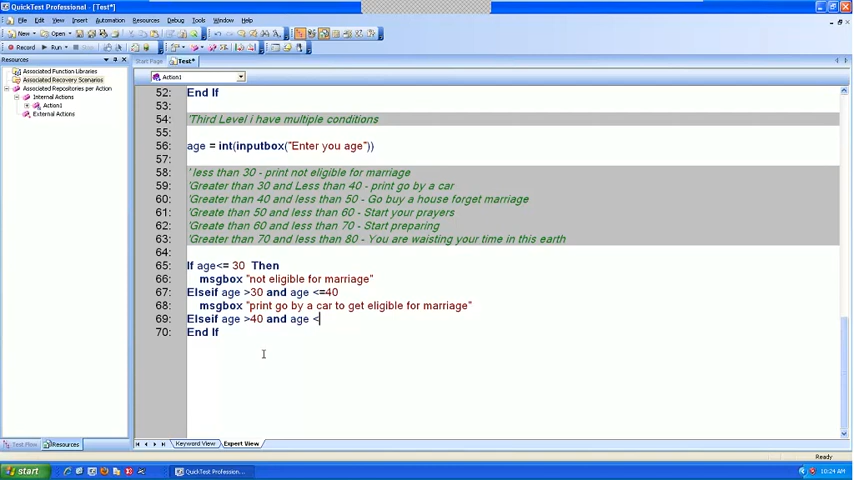 QuickTest Professional - [Test*]
File Edit View Insert Automation Resources Debug Tools Window Help
New Open
Record Run Stop
Resources
Start Page Test*
Associated Function Libraries
Associated Recovery Scenarios
Associated Repositories per Action
Internal Actions
Action1
External Actions
Action1
52: End If
53:
54: 'Third Level i have multiple conditions
55:
56: age = int(inputbox("Enter you age"))
57:
58: ' less than 30 - print not eligible for marriage
59: 'Greater than 30 and Less than 40 - print go by a car
60: 'Greater than 40 and less than 50 - Go buy a house forget marriage
61: 'Greate than 50 and less than 60 - Start your prayers
62: 'Greate than 60 and less than 70 - Start preparing
63: 'Greater than 70 and less than 80 - You are waisting your time in this earth
64:
65: If age<= 30 Then
66: msgbox "not eligible for marriage"
67: Elseif age >30 and age <=40
68: msgbox "print go by a car to get eligible for marriage"
69: Elseif age >40 and age <
70: End If
Test Flow Resources
Keyword View Expert View
Ready
start
QuickTest Profession...
10:24 AM